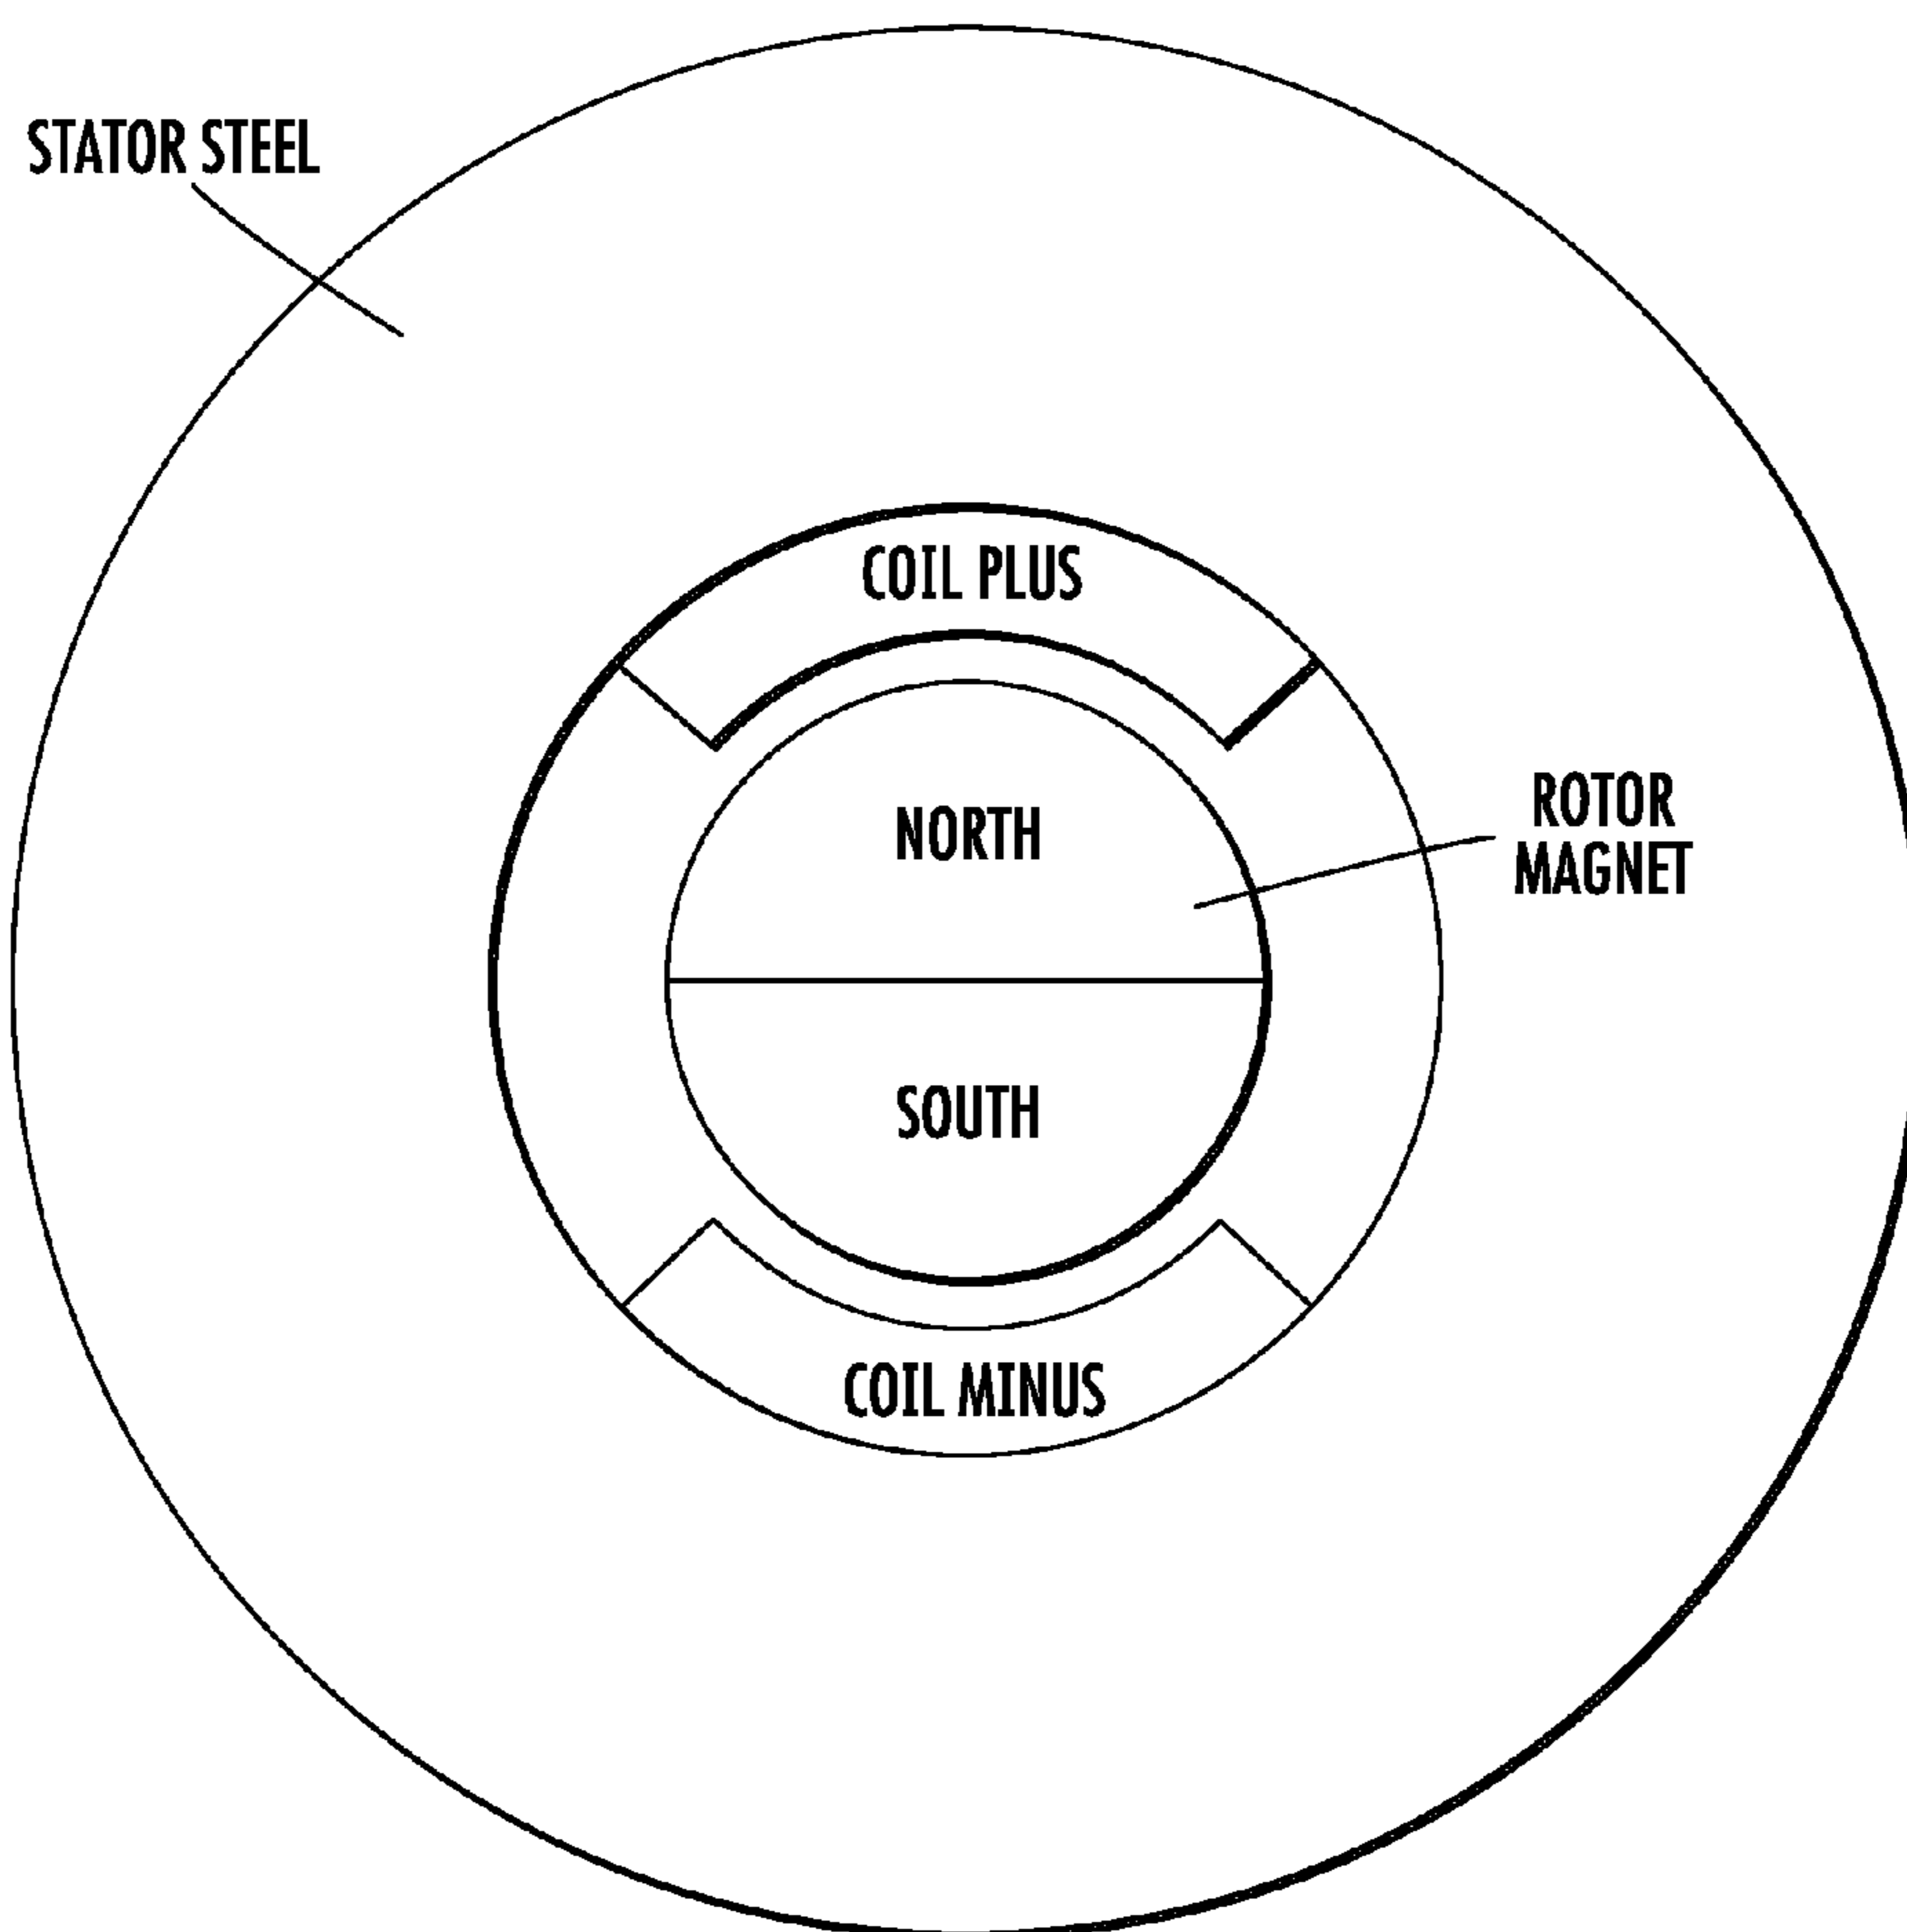 STATOR STEEL
COIL PLUS
NORTH
ROTOR
MAGNET
SOUTH
COIL MINUS